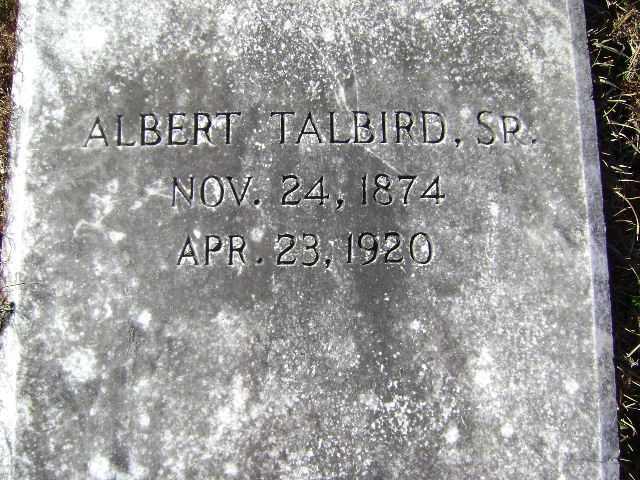 ALBERT TALBIRD, SR.
NOV. 24, 1874
APR. 23, 1920